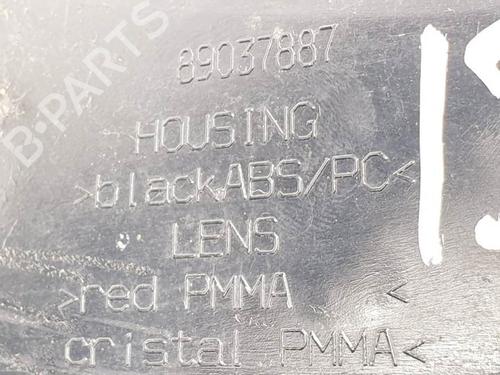 B-PARTS
89037887
HOUSING
>blackABS/PC<
LENS
>red PMMA <
cristal PMMA<